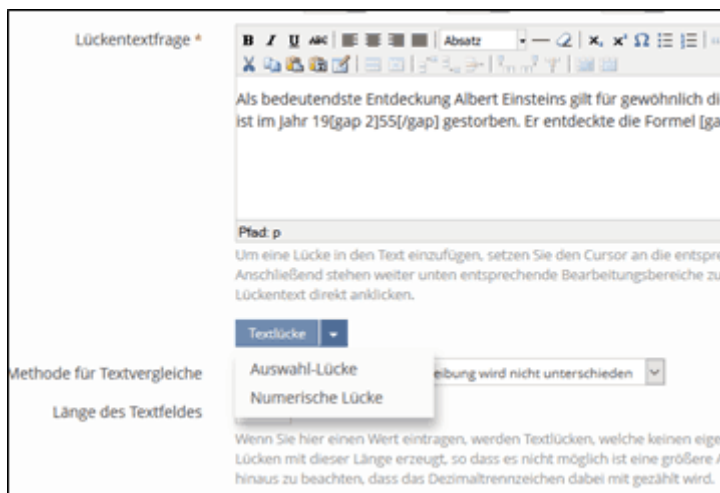 Lückentextfrage *
B I U ABC Absatz
Als bedeutendste Entdeckung Albert Einsteins gilt für gewöhnlich di
ist im Jahr 19[gap 2]55[/gap] gestorben. Er entdeckte die Formel [ga
Pfad: p
Um eine Lücke in den Text einzufügen, setzen Sie den Cursor an die entspre
Anschließend stehen weiter unten entsprechende Bearbeitungsbereiche zu
Lückentext direkt anklicken.
Textlücke
Auswahl-Lücke
Numerische Lücke
Methode für Textvergleiche
eibung wird nicht unterschieden
Länge des Textfeldes
Wenn Sie hier einen Wert eintragen, werden Textlücken, welche keinen eige
Lücken mit dieser Länge erzeugt, so dass es nicht möglich ist eine größere A
hinaus zu beachten, dass das Dezimaltrennzeichen dabei mit gezählt wird.